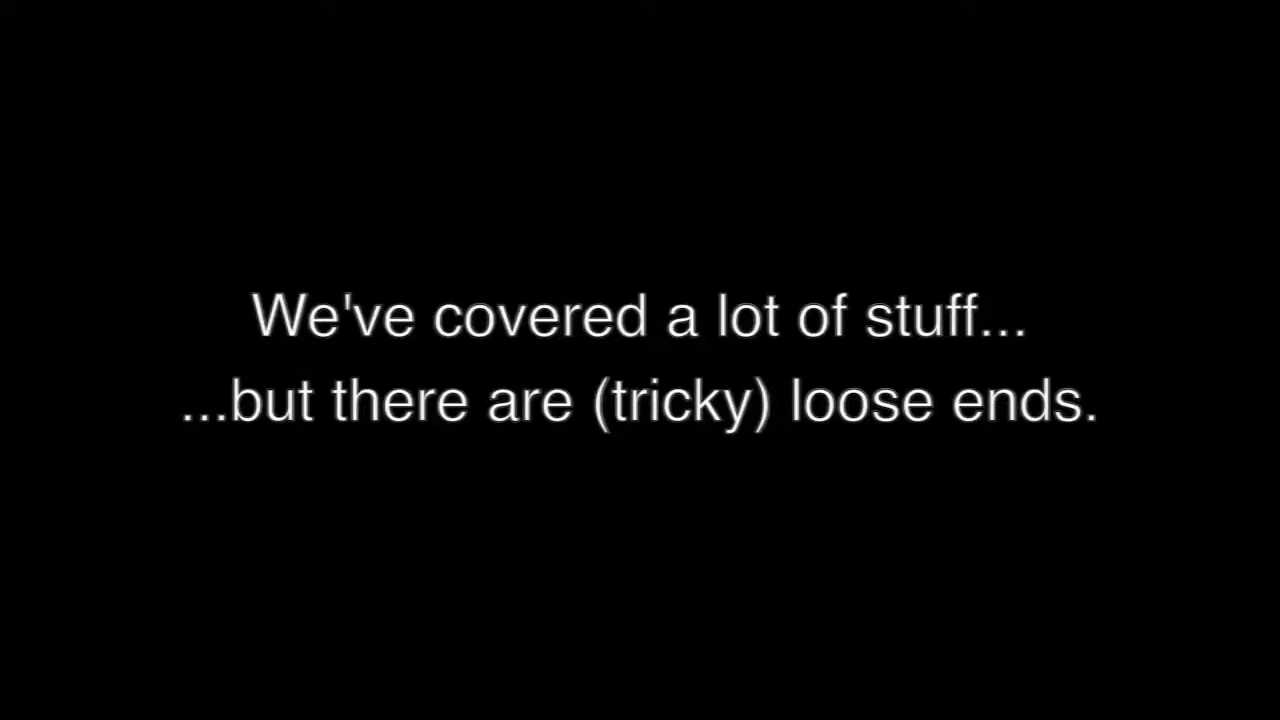 We've covered a lot of stuff...
...but there are (tricky) loose ends.